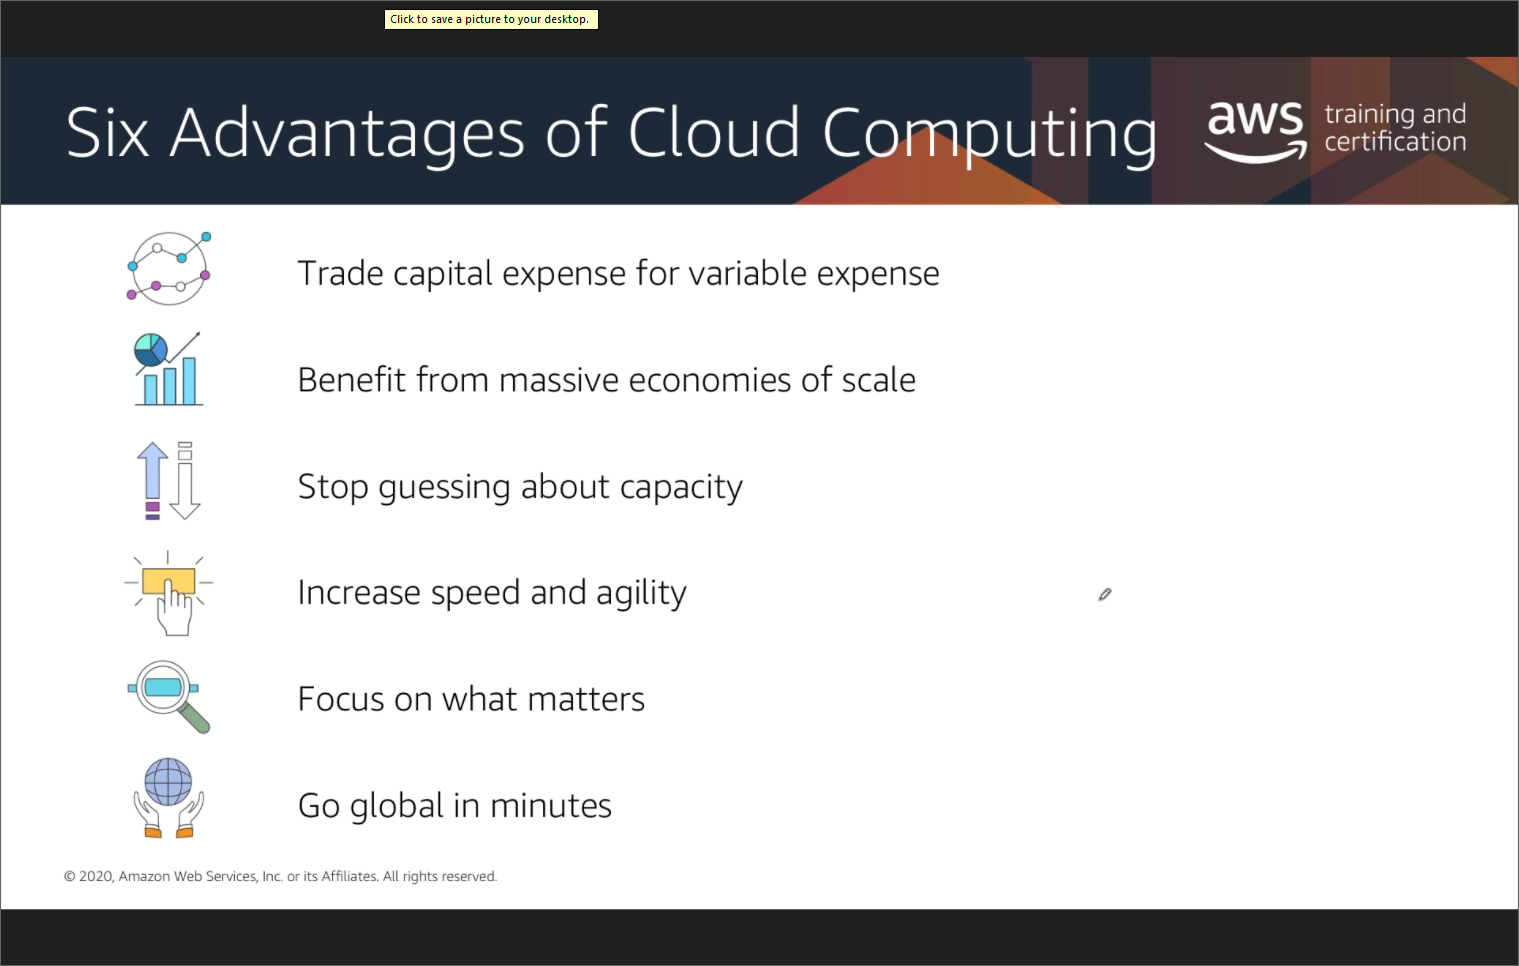 Click to save a picture to your desktop.
Six Advantages of Cloud Computing
aws
training and
certification
Trade capital expense for variable expense
Benefit from massive economies of scale
Stop guessing about capacity
Increase speed and agility
Focus on what matters
Go global in minutes
© 2020, Amazon Web Services, Inc. or its Affiliates. All rights reserved.